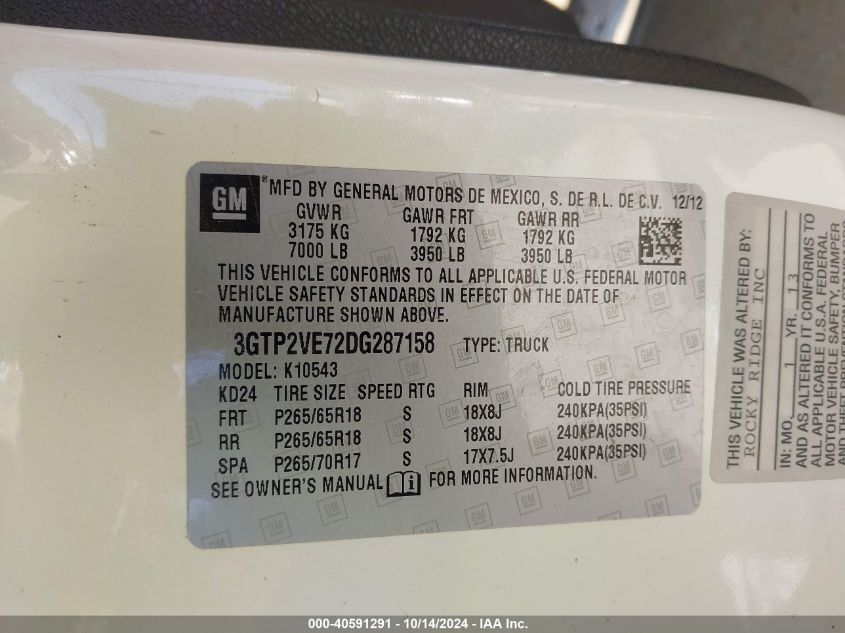 GM
® MFD BY GENERAL MOTORS DE MEXICO, S. DE R.L. DE C.V. 12/12
GVWR GAWR FRT GAWR RR
3175 KG 1792 KG 1792 KG
7000 LB 3950 LB 3950 LB
THIS VEHICLE CONFORMS TO ALL APPLICABLE U.S. FEDERAL MOTOR
VEHICLE SAFETY STANDARDS IN EFFECT ON THE DATE OF
MANUFACTURE SHOWN ABOVE.
3GTP2VE72DG287158 TYPE: TRUCK
MODEL: K10543
KD24 TIRE SIZE SPEED RTG RIM COLD TIRE PRESSURE
FRT P265/65R18 S 18X8J 240KPA(35PSI)
RR P265/65R18 S 18X8J 240KPA(35PSI)
SPA P265/70R17 S 17X7.5J 240KPA(35PSI)
SEE OWNER'S MANUAL FOR MORE INFORMATION.
THIS VEHICLE WAS ALTERED BY:
ROCKY RIDGE INC
IN: MO. 1 YR. 13
AND AS ALTERED IT CONFORMS TO
ALL APPLICABLE U.S.A. FEDERAL
MOTOR VEHICLE SAFETY, BUMPER
AND THEFT PREVENTION STANDARDS
000-40591291 - 10/14/2024 - IAA Inc.